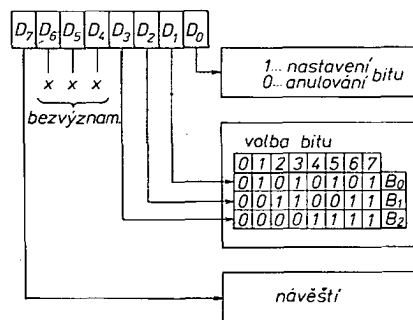 D7 D6 D5 D4 D3 D2 D1 D0
x x x
bezvýznam.
1... nastavení
0... anulování bitu
volba bitu
0 1 2 3 4 5 6 7
0 1 0 1 0 1 0 1 B0
0 0 1 1 0 0 1 1 B1
0 0 0 0 1 1 1 1 B2
návěští